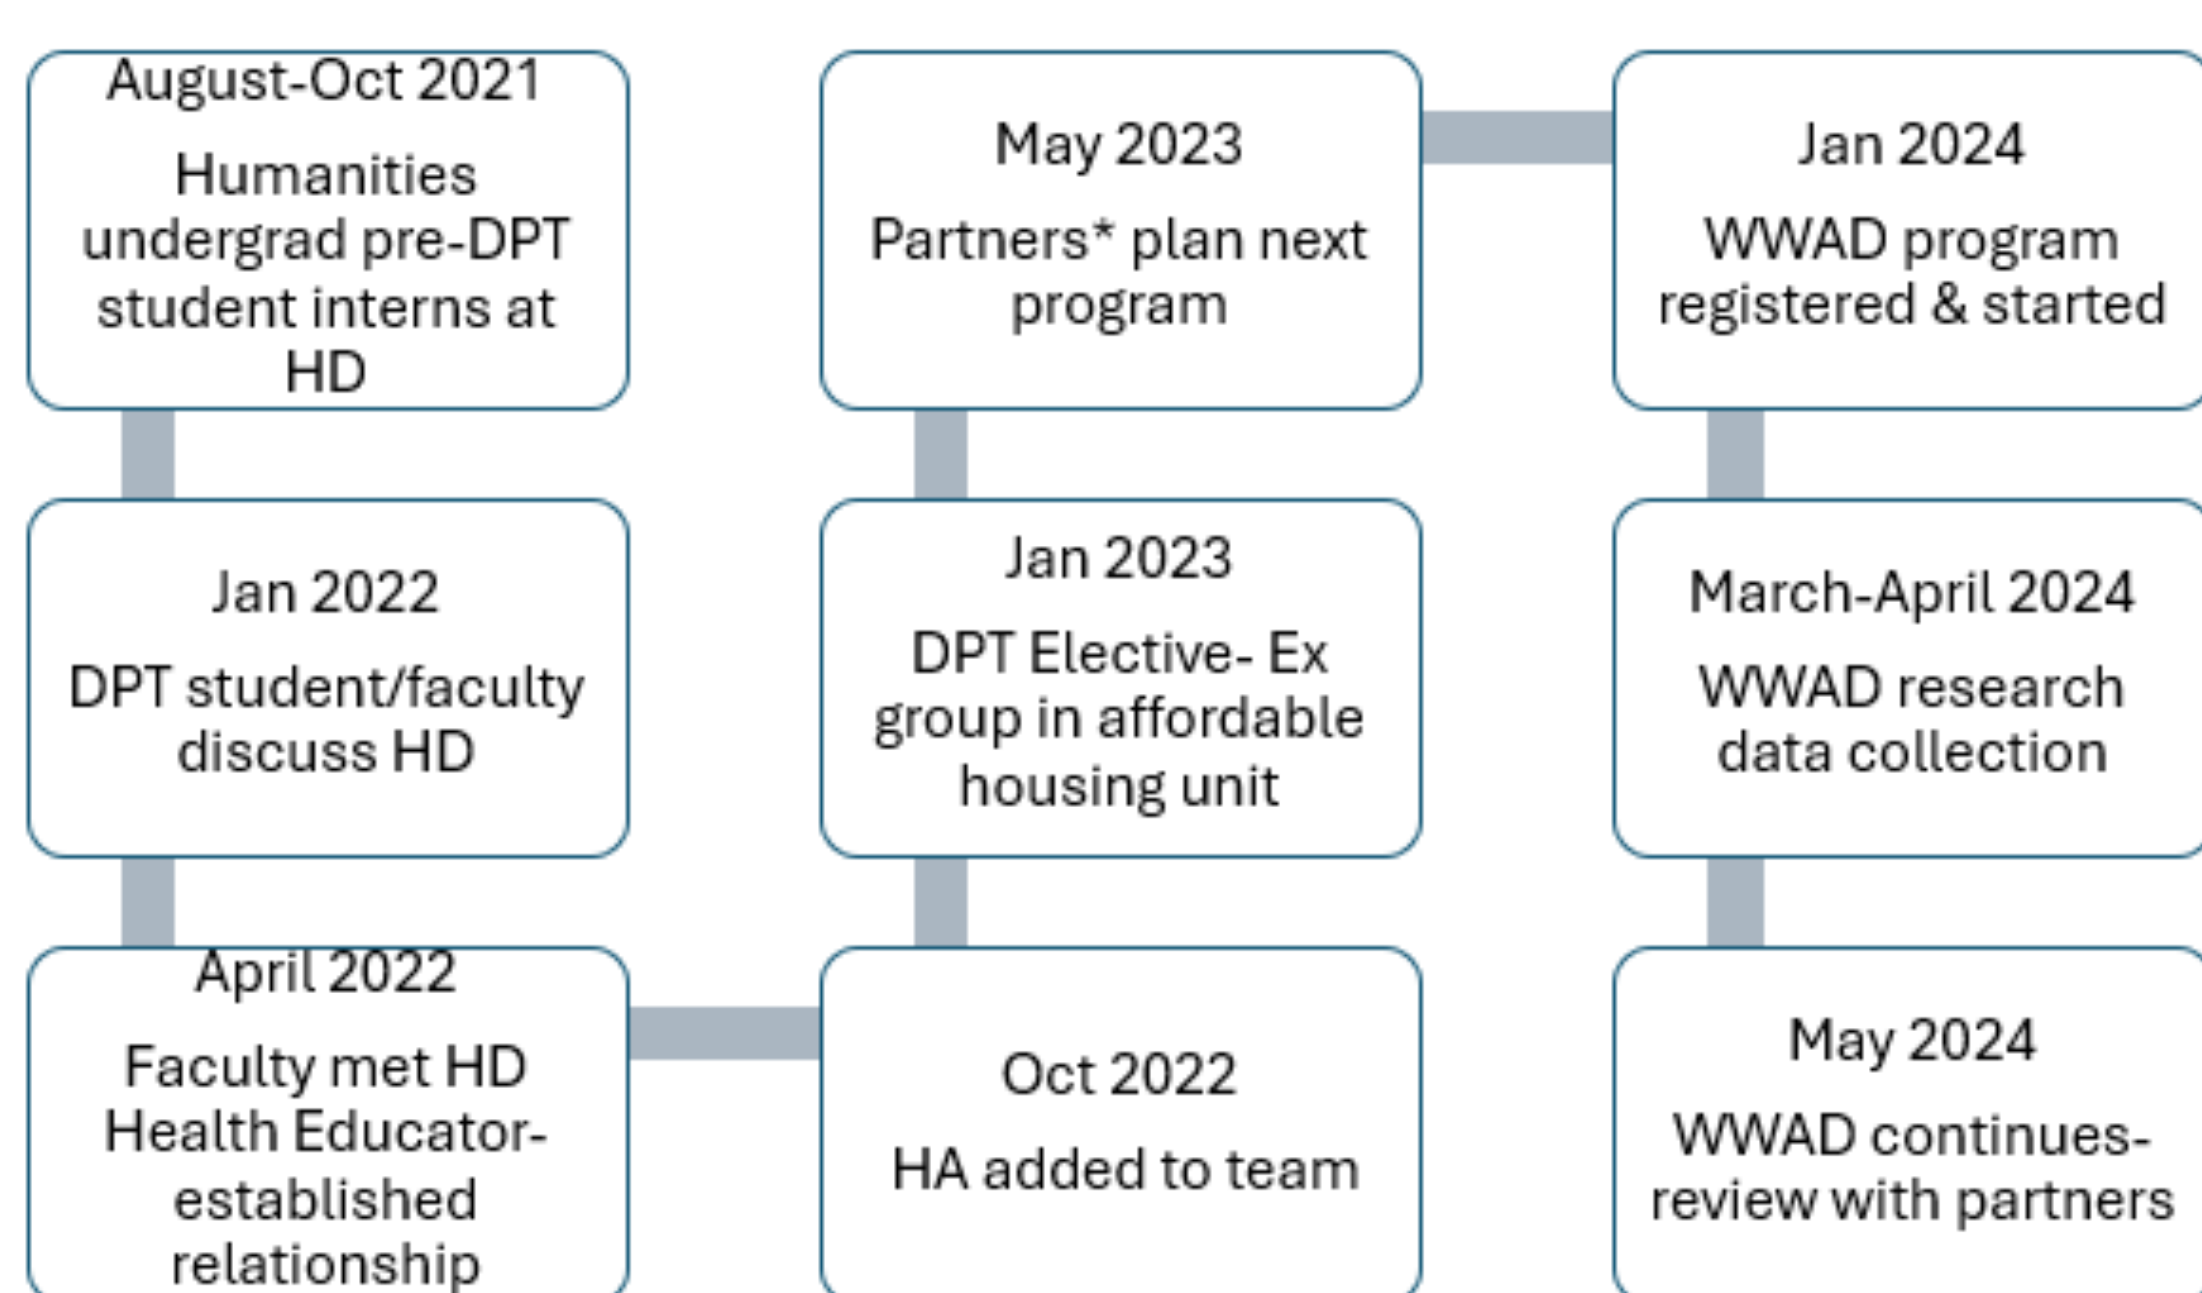 August-Oct 2021
Humanities
undergrad pre-DPT
student interns at
HD
Jan 2022
DPT student/faculty
discuss HD
April 2022
Faculty met HD
Health Educator-
established
relationship
Oct 2022
HA added to team
Jan 2023
DPT Elective- Ex
group in affordable
housing unit
May 2023
Partners* plan next
program
Jan 2024
WWAD program
registered & started
March-April 2024
WWAD research
data collection
May 2024
WWAD continues-
review with partners